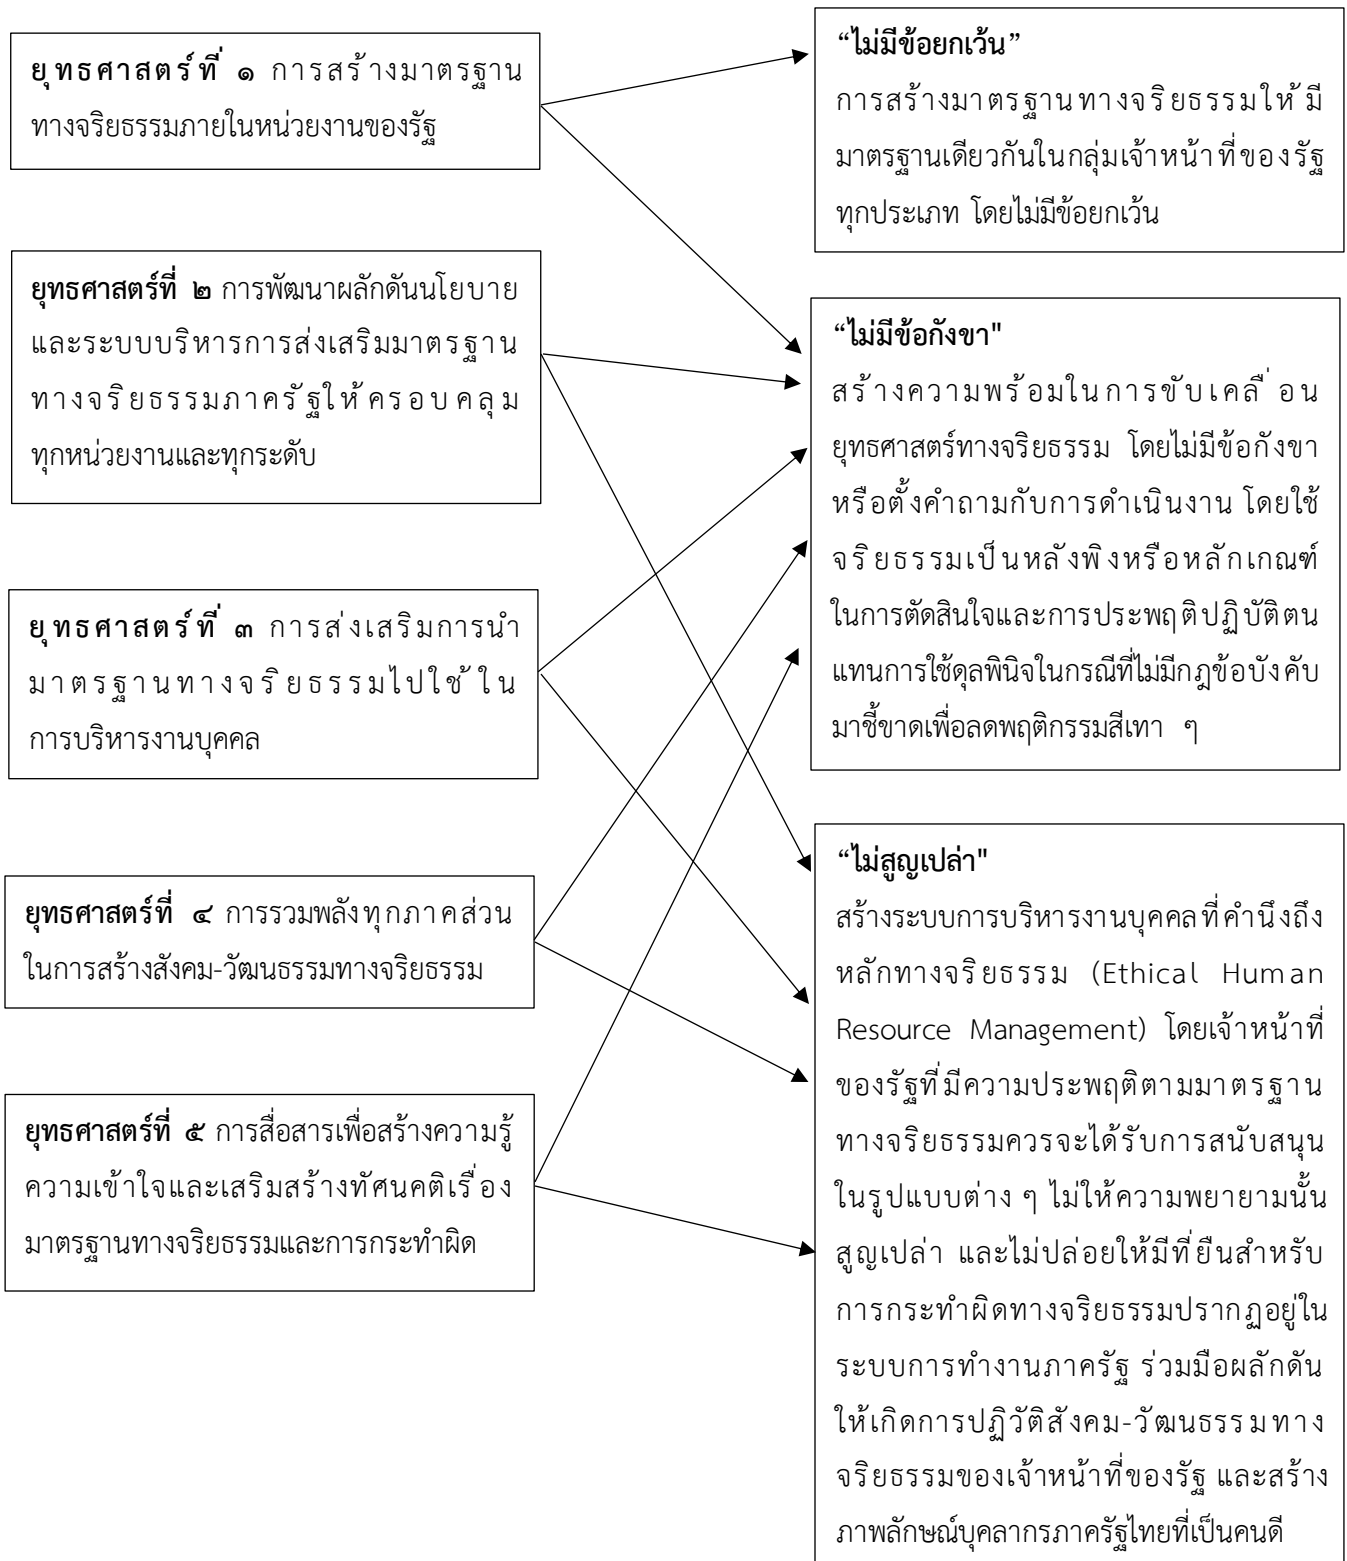 ยุทธศาสตร์ที่ ๑ การสร้างมาตรฐาน
ทางจริยธรรมภายในหน่วยงานของรัฐ
ยุทธศาสตร์ที่ ๒ การพัฒนาผลักดันนโยบาย
และระบบบริหารการส่งเสริมมาตรฐาน
ทางจริยธรรมภาครัฐให้ครอบคลุม
ทุกหน่วยงานและทุกระดับ
ยุทธศาสตร์ที่ ๓ การส่งเสริมการนำ
มาตรฐานทางจริยธรรมไปใช้ใน
การบริหารงานบุคคล
ยุทธศาสตร์ที่ ๔ การรวมพลังทุกภาคส่วน
ในการสร้างสังคม-วัฒนธรรมทางจริยธรรม
ยุทธศาสตร์ที่ ๕ การสื่อสารเพื่อสร้างความรู้
ความเข้าใจและเสริมสร้างทัศนคติเรื่อง
มาตรฐานทางจริยธรรมและการกระทำผิด
“ไม่มีข้อยกเว้น”
การสร้างมาตรฐานทางจริยธรรมให้มี
มาตรฐานเดียวกันในกลุ่มเจ้าหน้าที่ของรัฐ
ทุกประเภท โดยไม่มีข้อยกเว้น
“ไม่มีข้อกังขา"
สร้างความพร้อมในการขับเคลื่อน
ยุทธศาสตร์ทางจริยธรรม โดยไม่มีข้อกังขา
หรือตั้งคำถามกับการดำเนินงาน โดยใช้
จริยธรรมเป็นหลังพิงหรือหลักเกณฑ์
ในการตัดสินใจและการประพฤติปฏิบัติตน
แทนการใช้ดุลพินิจในกรณีที่ไม่มีกฎข้อบังคับ
มาชี้ขาดเพื่อลดพฤติกรรมสีเทา ๆ
“ไม่สูญเปล่า"
สร้างระบบการบริหารงานบุคคลที่คำนึงถึง
หลักทางจริยธรรม (Ethical Human
Resource Management) โดยเจ้าหน้าที่
ของรัฐที่มีความประพฤติตามมาตรฐาน
ทางจริยธรรมควรจะได้รับการสนับสนุน
ในรูปแบบต่าง ๆ ไม่ให้ความพยายามนั้น
สูญเปล่า และไม่ปล่อยให้มีที่ยืนสำหรับ
การกระทำผิดทางจริยธรรมปรากฏอยู่ใน
ระบบการทำงานภาครัฐ ร่วมมือผลักดัน
ให้เกิดการปฏิวัติสังคม-วัฒนธรรมทาง
จริยธรรมของเจ้าหน้าที่ของรัฐ และสร้าง
ภาพลักษณ์บุคลากรภาครัฐไทยที่เป็นคนดี